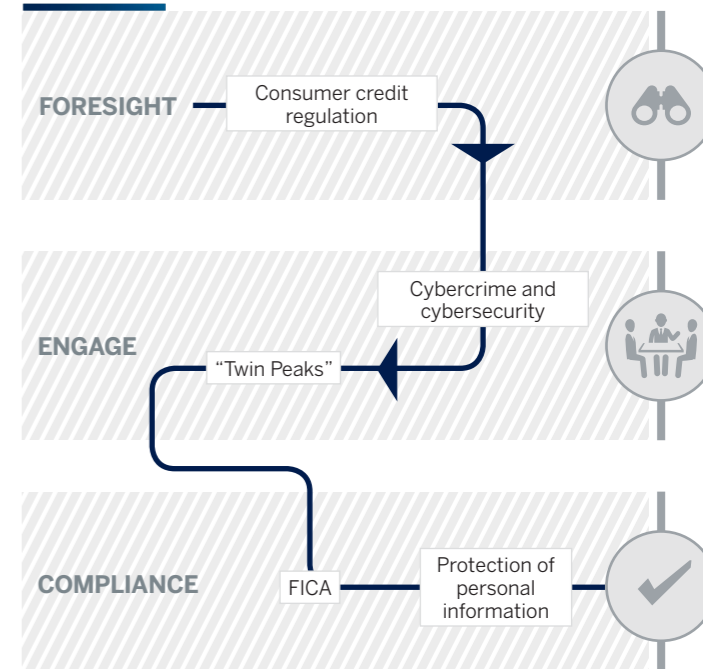 FORESIGHT
Consumer credit
regulation
Cybercrime and
cybersecurity
ENGAGE
“Twin Peaks”
COMPLIANCE
FICA
Protection of
personal
information